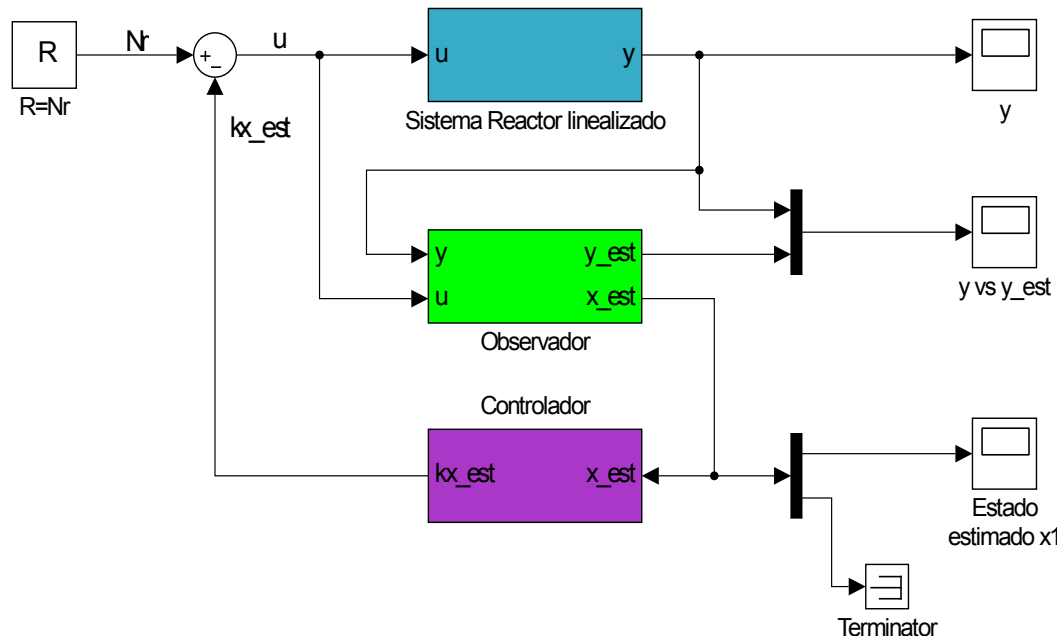 R
R=Nr
Nr
+
−
u
kx_est
u
y
Sistema Reactor linealizado
y
y
u
y_est
x_est
Observador
y vs y_est
Controlador
kx_est
x_est
Estado
estimado x1
Terminator